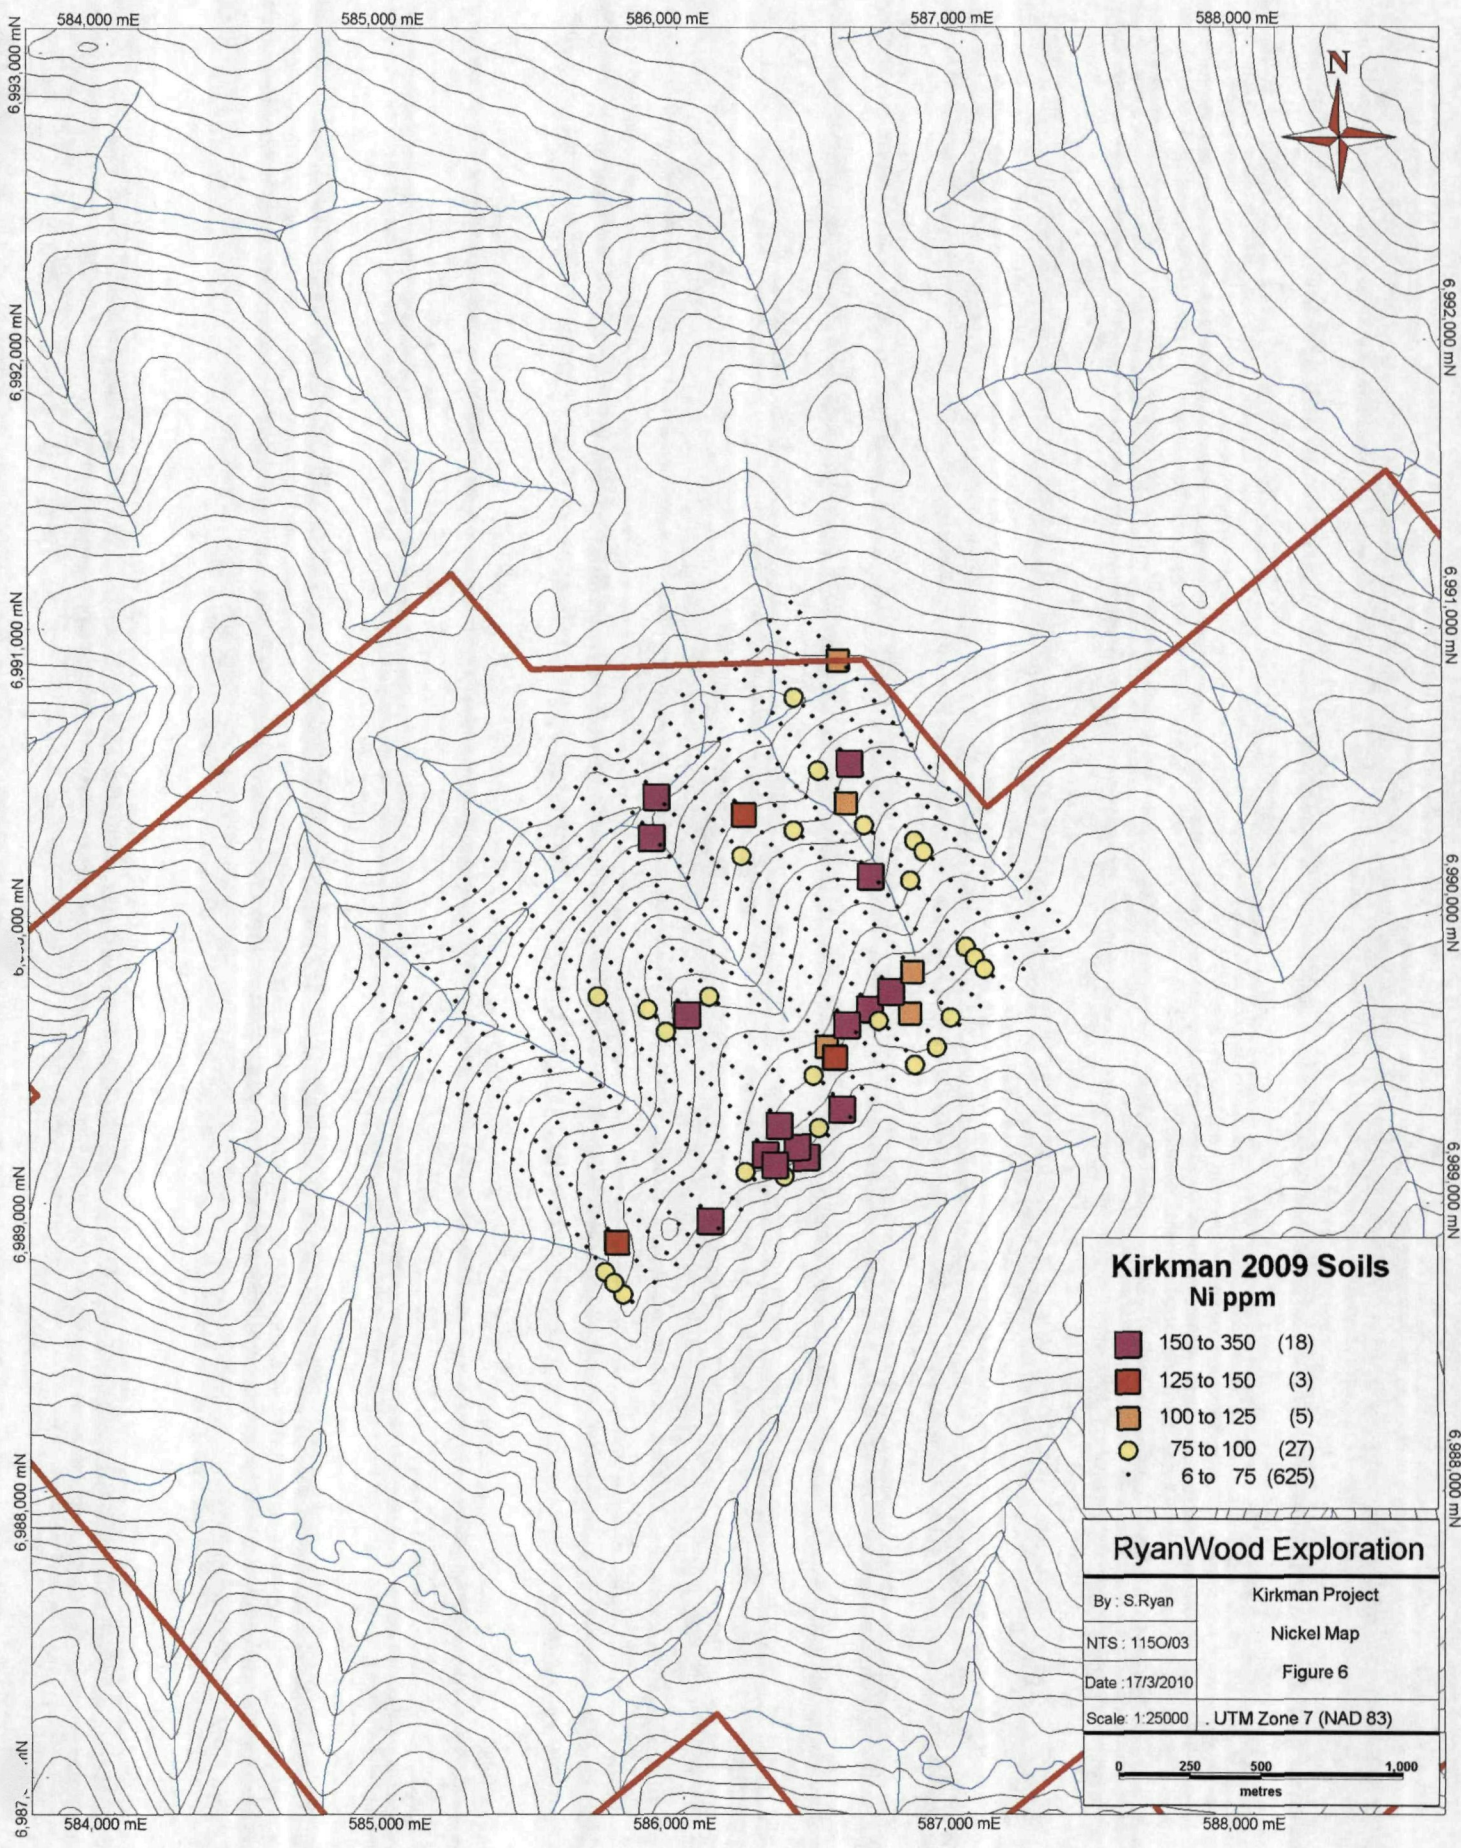 584,000 mE
585,000 mE
586,000 mE
587,000 mE
588,000 mE
6,993,000 mN
N
6,992,000 mN
6,992,000 mN
6,991,000 mN
6,991,000 mN
6,990,000 mN
,000 mN
6,989,000 mN
6,989,000 mN
Kirkman 2009 Soils
Ni ppm
150 to 350 (18)
125 to 150 (3)
100 to 125 (5)
75 to 100 (27)
6 to 75 (625)
6,988,000 mN
6,988,000 mN
RyanWood Exploration
By : S.Ryan
Kirkman Project
NTS : 115O/03
Nickel Map
Date :17/3/2010
Figure 6
Scale: 1:25000
. UTM Zone 7 (NAD 83)
0 250 500 1,000
metres
6,987,
584,000 mE
585,000 mE
586,000 mE
587,000 mE
588,000 mE